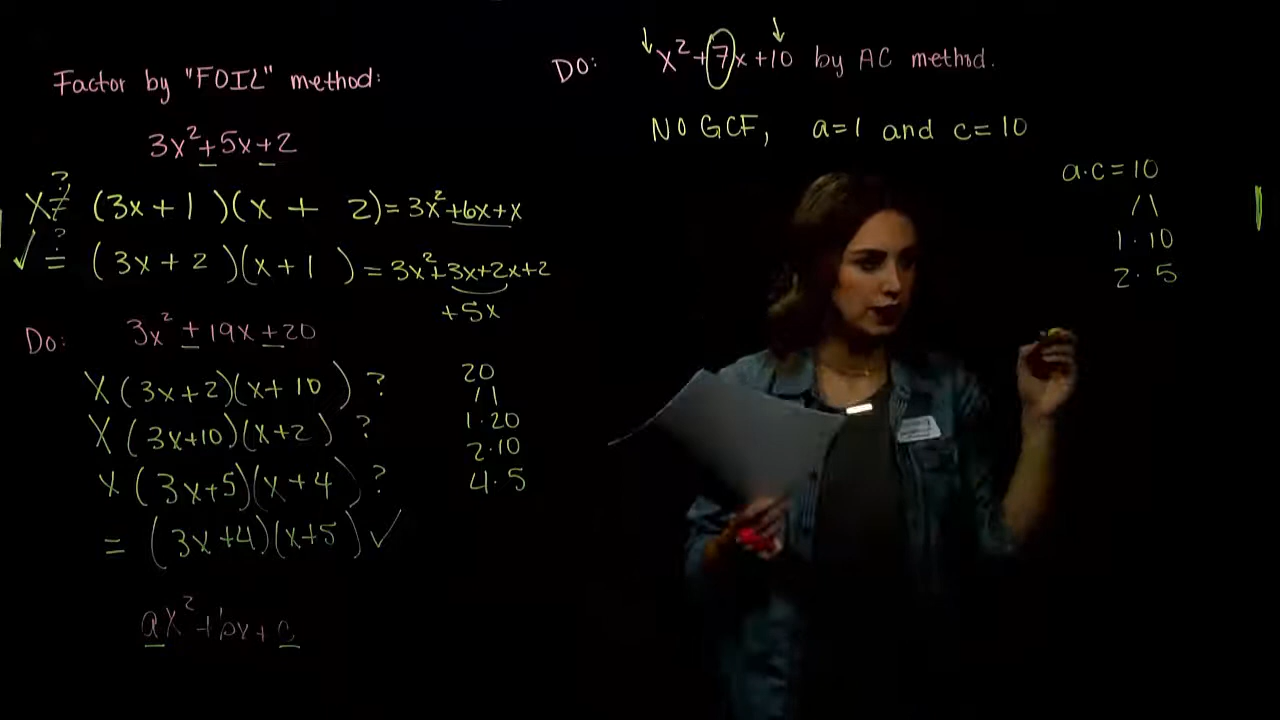 Factor by "FOIL" method:
3x²+5x+2
X ≠? (3x+1)(x+2)=3x²+6x+x
✓ =? (3x+2)(x+1)=3x²+3x+2x+2
+5x
Do: 3x²+19x+20
X (3x+2)(x+10)?
X (3x+10)(x+2)?
X (3x+5)(x+4)?
= (3x+4)(x+5)✓
20
/\
1·20
2·10
4·5
ax²+bx+c
DO: ↓x²+7x+↓10 by AC method.
NO GCF, a=1 and c=10
a·c=10
/\
1·10
2·5